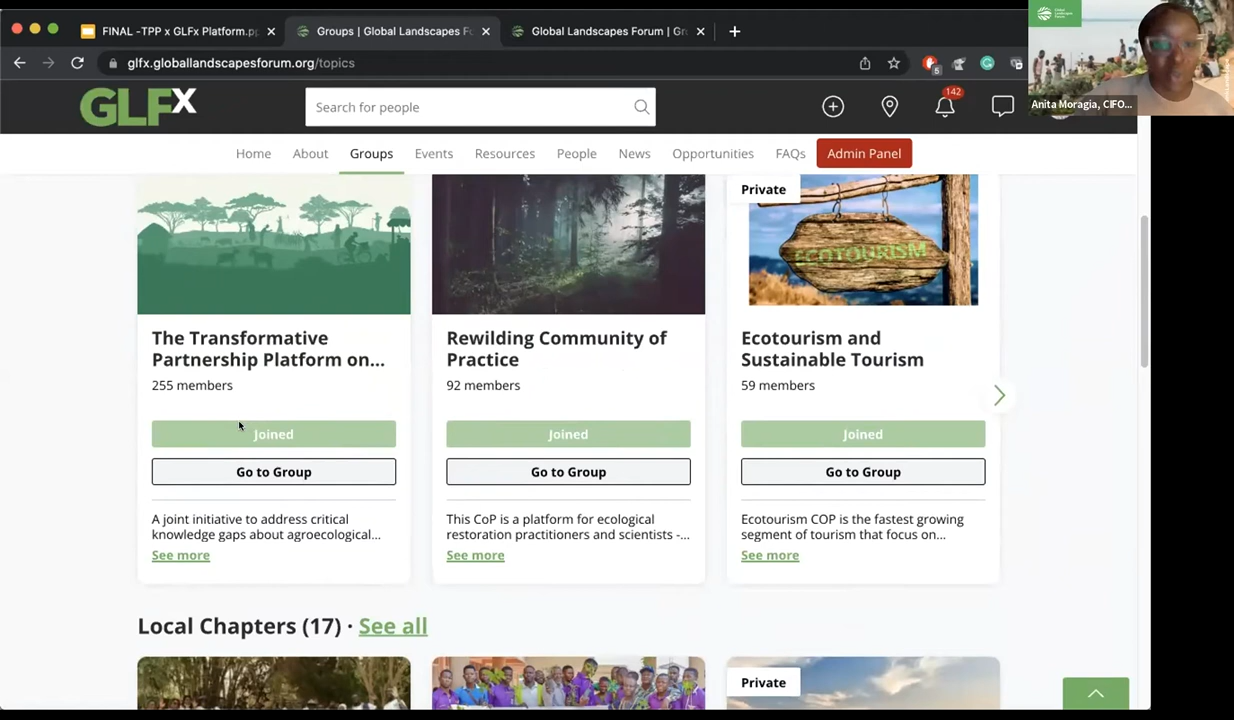 FINAL -TPP x GLFx Platform.pp
Groups | Global Landscapes Fo
Global Landscapes Forum | Gr
glfx.globallandscapesforum.org/topics
5
Anita Moragia, CIFO...
GLFX
Search for people
142
Home
About
Groups
Events
Resources
People
News
Opportunities
FAQs
Admin Panel
Private
ECOTOURISM
The Transformative
Partnership Platform on...
255 members
Joined
Go to Group
A joint initiative to address critical
knowledge gaps about agroecological...
See more
Rewilding Community of
Practice
92 members
Joined
Go to Group
This CoP is a platform for ecological
restoration practitioners and scientists -...
See more
Ecotourism and
Sustainable Tourism
59 members
Joined
Go to Group
Ecotourism COP is the fastest growing
segment of tourism that focus on...
See more
Local Chapters (17) · See all
Private